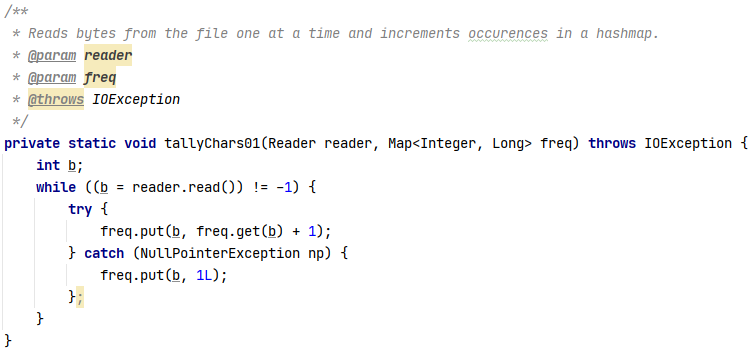 /**
 * Reads bytes from the file one at a time and increments occurences in a hashmap.
 * @param reader
 * @param freq
 * @throws IOException
 */
private static void tallyChars01(Reader reader, Map<Integer, Long> freq) throws IOException {
    int b;
    while ((b = reader.read()) != -1) {
        try {
            freq.put(b, freq.get(b) + 1);
        } catch (NullPointerException np) {
            freq.put(b, 1L);
        };
    }
}